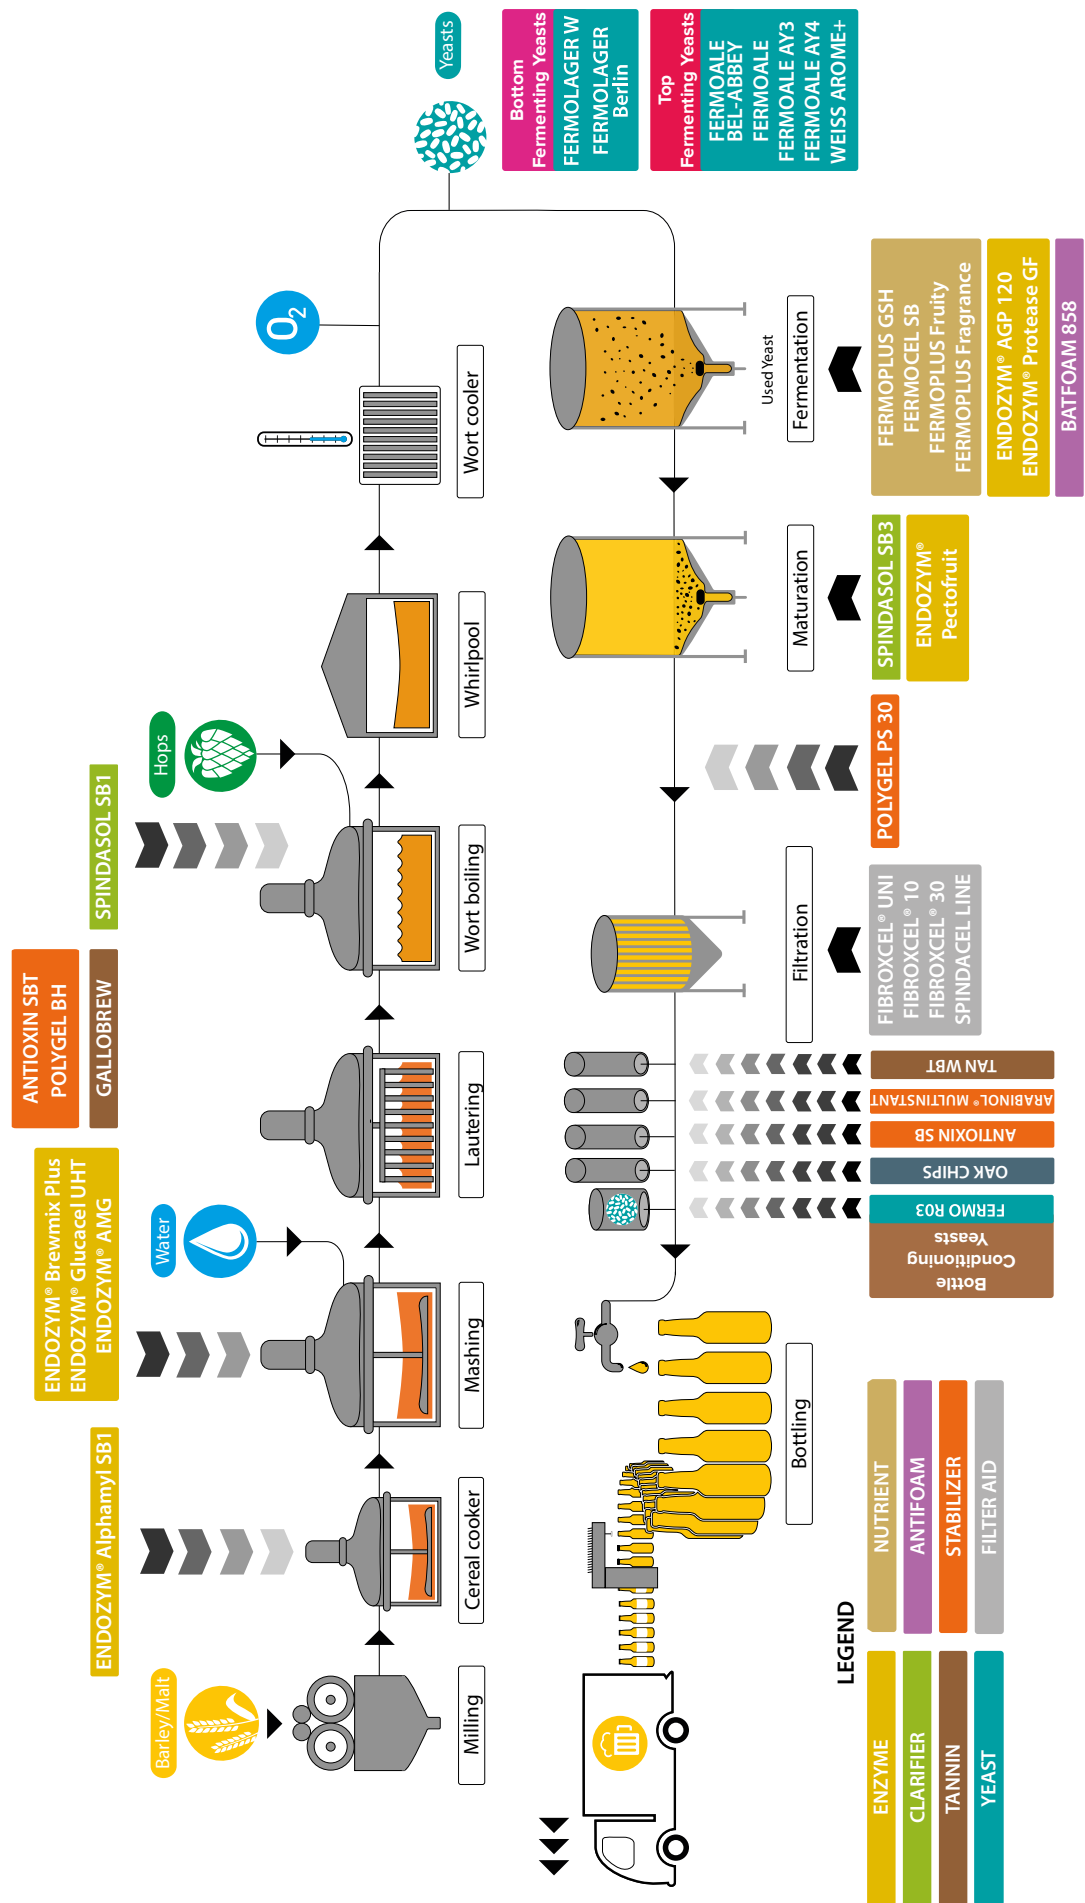 Barley/Malt
Milling
ENDOZYM® Alphamyl SB1
Cereal cooker
ENDOZYM® Brewmix Plus
ENDOZYM® Glucacel UHT
ENDOZYM® AMG
Water
Mashing
ANTIOXIN SBT
POLYGEL BH
GALLOBREW
Lautering
SPINDASOL SB1
Hops
Wort boiling
Whirlpool
Wort cooler
O2
Yeasts
Bottom
Fermenting Yeasts
FERMOLAGER W
FERMOLAGER
Berlin
Top
Fermenting Yeasts
FERMOALE
BEL-ABBEY
FERMOALE
FERMOALE AY3
FERMOALE AY4
WEISS AROME+
Used Yeast
Fermentation
FERMOPLUS GSH
FERMOCEL SB
FERMOPLUS Fruity
FERMOPLUS Fragrance
ENDOZYM® AGP 120
ENDOZYM® Protease GF
BATFOAM 858
Maturation
SPINDASOL SB3
ENDOZYM®
Pectofruit
POLYGEL PS 30
Filtration
FIBROXCEL® UNI
FIBROXCEL® 10
FIBROXCEL® 30
SPINDACEL LINE
TAN WBT
ARABINOL® MULTINSTANT
ANTIOXIN SB
OAK CHIPS
FERMO R03
Bottle
Conditioning
Yeasts
Bottling
LEGEND
ENZYME
CLARIFIER
TANNIN
YEAST
NUTRIENT
ANTIFOAM
STABILIZER
FILTER AID